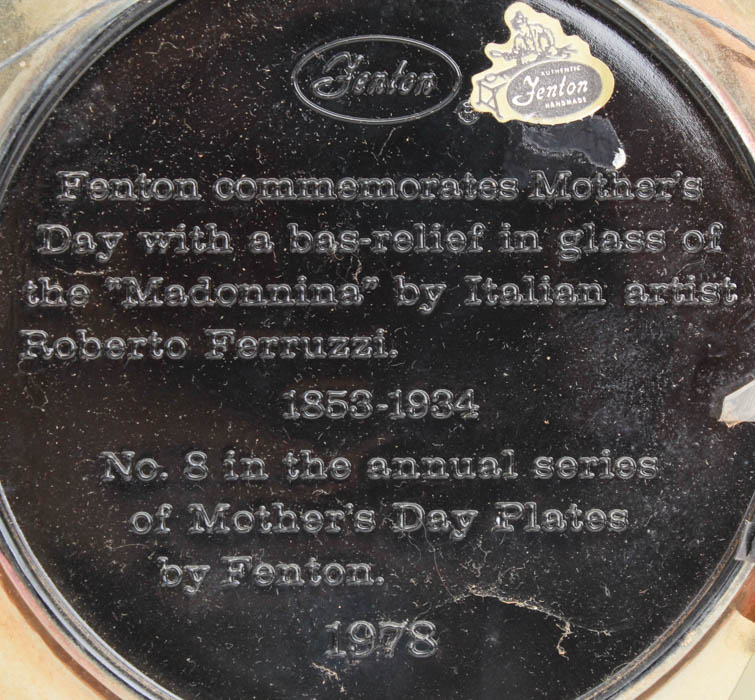 Fenton
AUTHENTIC
Fenton
HANDMADE
Fenton commemorates Mother's
Day with a bas-relief in glass of
the "Madonnina" by Italian artist
Roberto Ferruzzi.
1853-1934
No. 8 in the annual series
of Mother's Day Plates
by Fenton.
1978